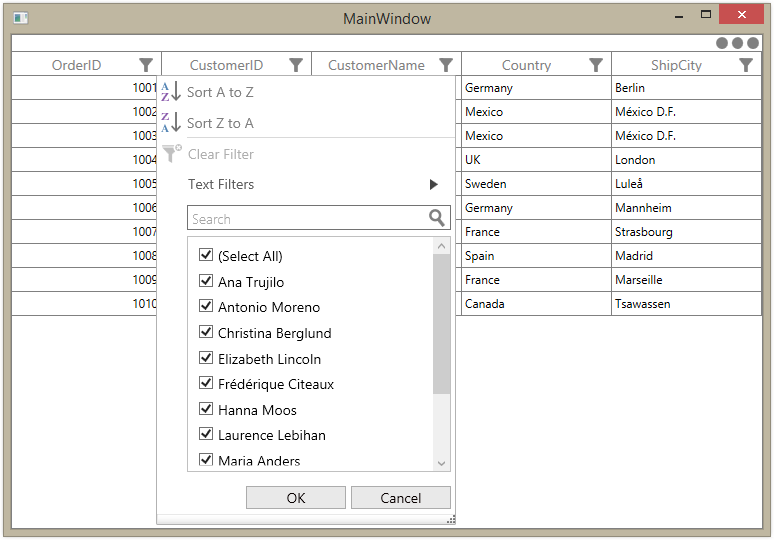 MainWindow
OrderID CustomerID CustomerName Country ShipCity
1001 Germany Berlin
1002 Mexico México D.F.
1003 Mexico México D.F.
1004 UK London
1005 Sweden Luleå
1006 Germany Mannheim
1007 France Strasbourg
1008 Spain Madrid
1009 France Marseille
1010 Canada Tsawassen
A Z Sort A to Z
Z A Sort Z to A
Clear Filter
Text Filters
Search
(Select All)
Ana Trujilo
Antonio Moreno
Christina Berglund
Elizabeth Lincoln
Frédérique Citeaux
Hanna Moos
Laurence Lebihan
Maria Anders
OK Cancel